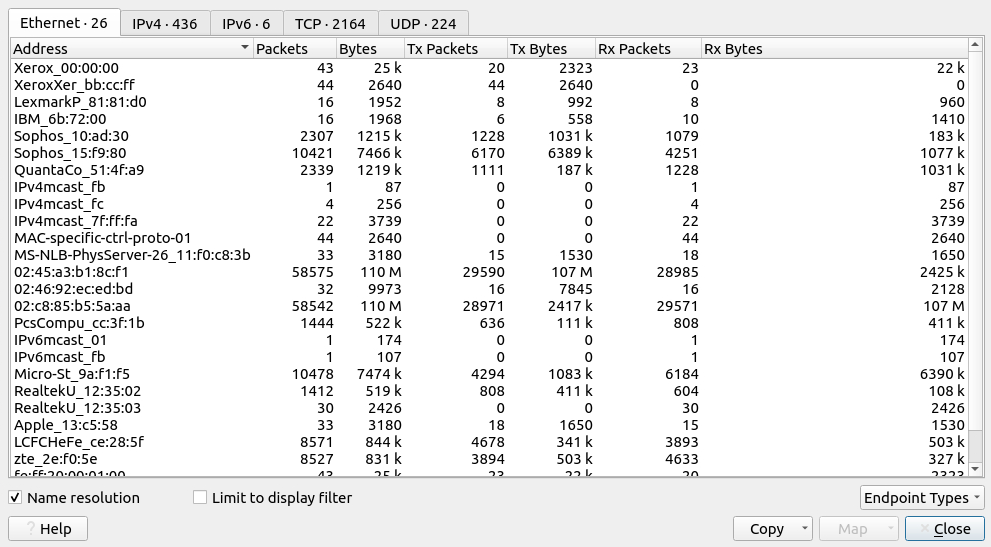 Ethernet · 26 IPv4 · 436 IPv6 · 6 TCP · 2164 UDP · 224
Address Packets Bytes Tx Packets Tx Bytes Rx Packets Rx Bytes
Xerox_00:00:00 43 25 k 20 2323 23 22 k
XeroxXer_bb:cc:ff 44 2640 44 2640 0 0
LexmarkP_81:81:d0 16 1952 8 992 8 960
IBM_6b:72:00 16 1968 6 558 10 1410
Sophos_10:ad:30 2307 1215 k 1228 1031 k 1079 183 k
Sophos_15:f9:80 10421 7466 k 6170 6389 k 4251 1077 k
QuantaCo_51:4f:a9 2339 1219 k 1111 187 k 1228 1031 k
IPv4mcast_fb 1 87 0 0 1 87
IPv4mcast_fc 4 256 0 0 4 256
IPv4mcast_7f:ff:fa 22 3739 0 0 22 3739
MAC-specific-ctrl-proto-01 44 2640 0 0 44 2640
MS-NLB-PhysServer-26_11:f0:c8:3b 33 3180 15 1530 18 1650
02:45:a3:b1:8c:f1 58575 110 M 29590 107 M 28985 2425 k
02:46:92:ec:ed:bd 32 9973 16 7845 16 2128
02:c8:85:b5:5a:aa 58542 110 M 28971 2417 k 29571 107 M
PcsCompu_cc:3f:1b 1444 522 k 636 111 k 808 411 k
IPv6mcast_01 1 174 0 0 1 174
IPv6mcast_fb 1 107 0 0 1 107
Micro-St_9a:f1:f5 10478 7474 k 4294 1083 k 6184 6390 k
RealtekU_12:35:02 1412 519 k 808 411 k 604 108 k
RealtekU_12:35:03 30 2426 0 0 30 2426
Apple_13:c5:58 33 3180 18 1650 15 1530
LCFCHeFe_ce:28:5f 8571 844 k 4678 341 k 3893 503 k
zte_2e:f0:5e 8527 831 k 3894 503 k 4633 327 k
fe:ff:20:00:01:00 43 25 k 23 22 k 20 2323
Name resolution Limit to display filter Endpoint Types
Help Copy Map Close